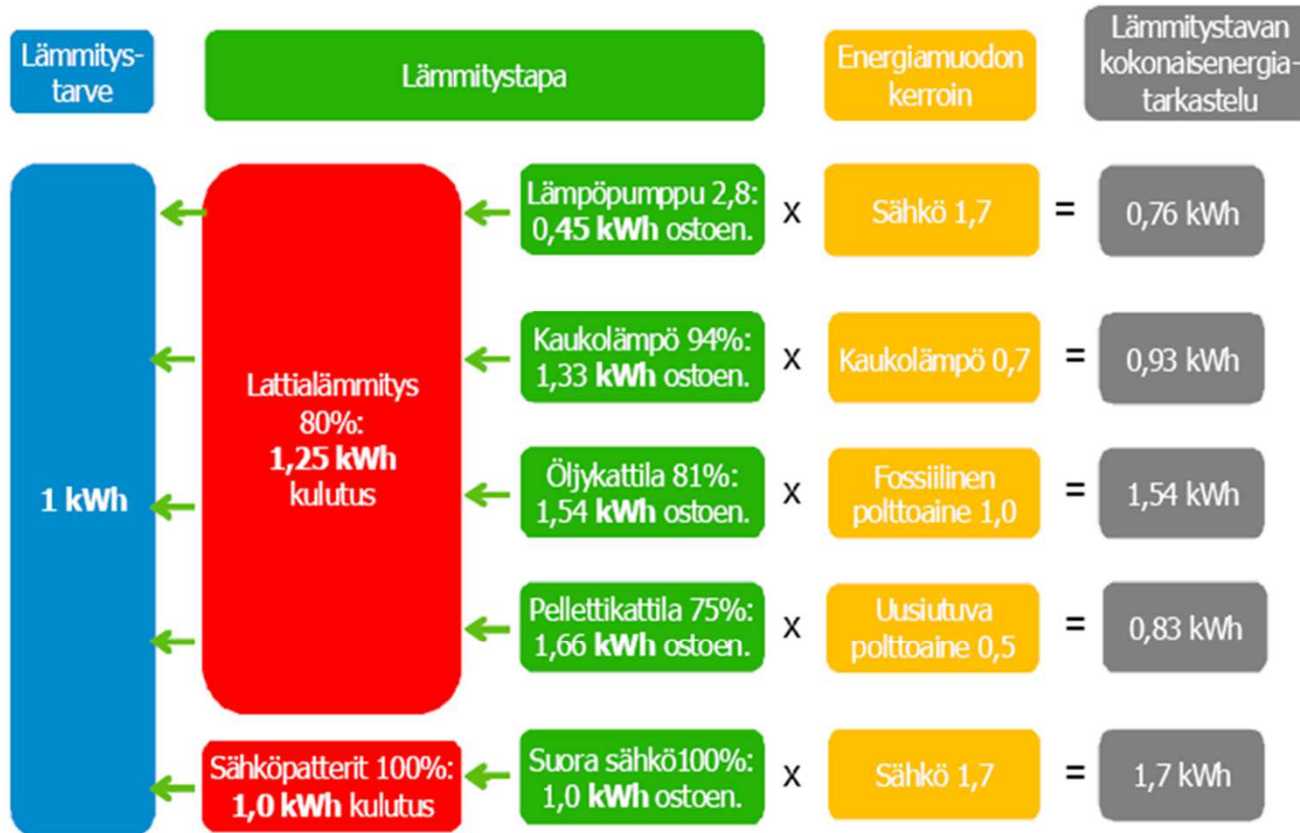 Lämmitys-
tarve
Lämmitystapa
Energiamuodon
kerroin
Lämmitystavan
kokonaisenergia-
tarkastelu
1 kWh
Lattialämmitys
80%:
1,25 kWh
kulutus
Lämpöpumppu 2,8:
0,45 kWh ostoen.
x
Sähkö 1,7
=
0,76 kWh
Kaukolämpö 94%:
1,33 kWh ostoen.
x
Kaukolämpö 0,7
=
0,93 kWh
Öljykattila 81%:
1,54 kWh ostoen.
x
Fossiilinen
polttoaine 1,0
=
1,54 kWh
Pellettikattila 75%:
1,66 kWh ostoen.
x
Uusiutuva
polttoaine 0,5
=
0,83 kWh
Sähköpatterit 100%:
1,0 kWh kulutus
Suora sähkö100%:
1,0 kWh ostoen.
x
Sähkö 1,7
=
1,7 kWh